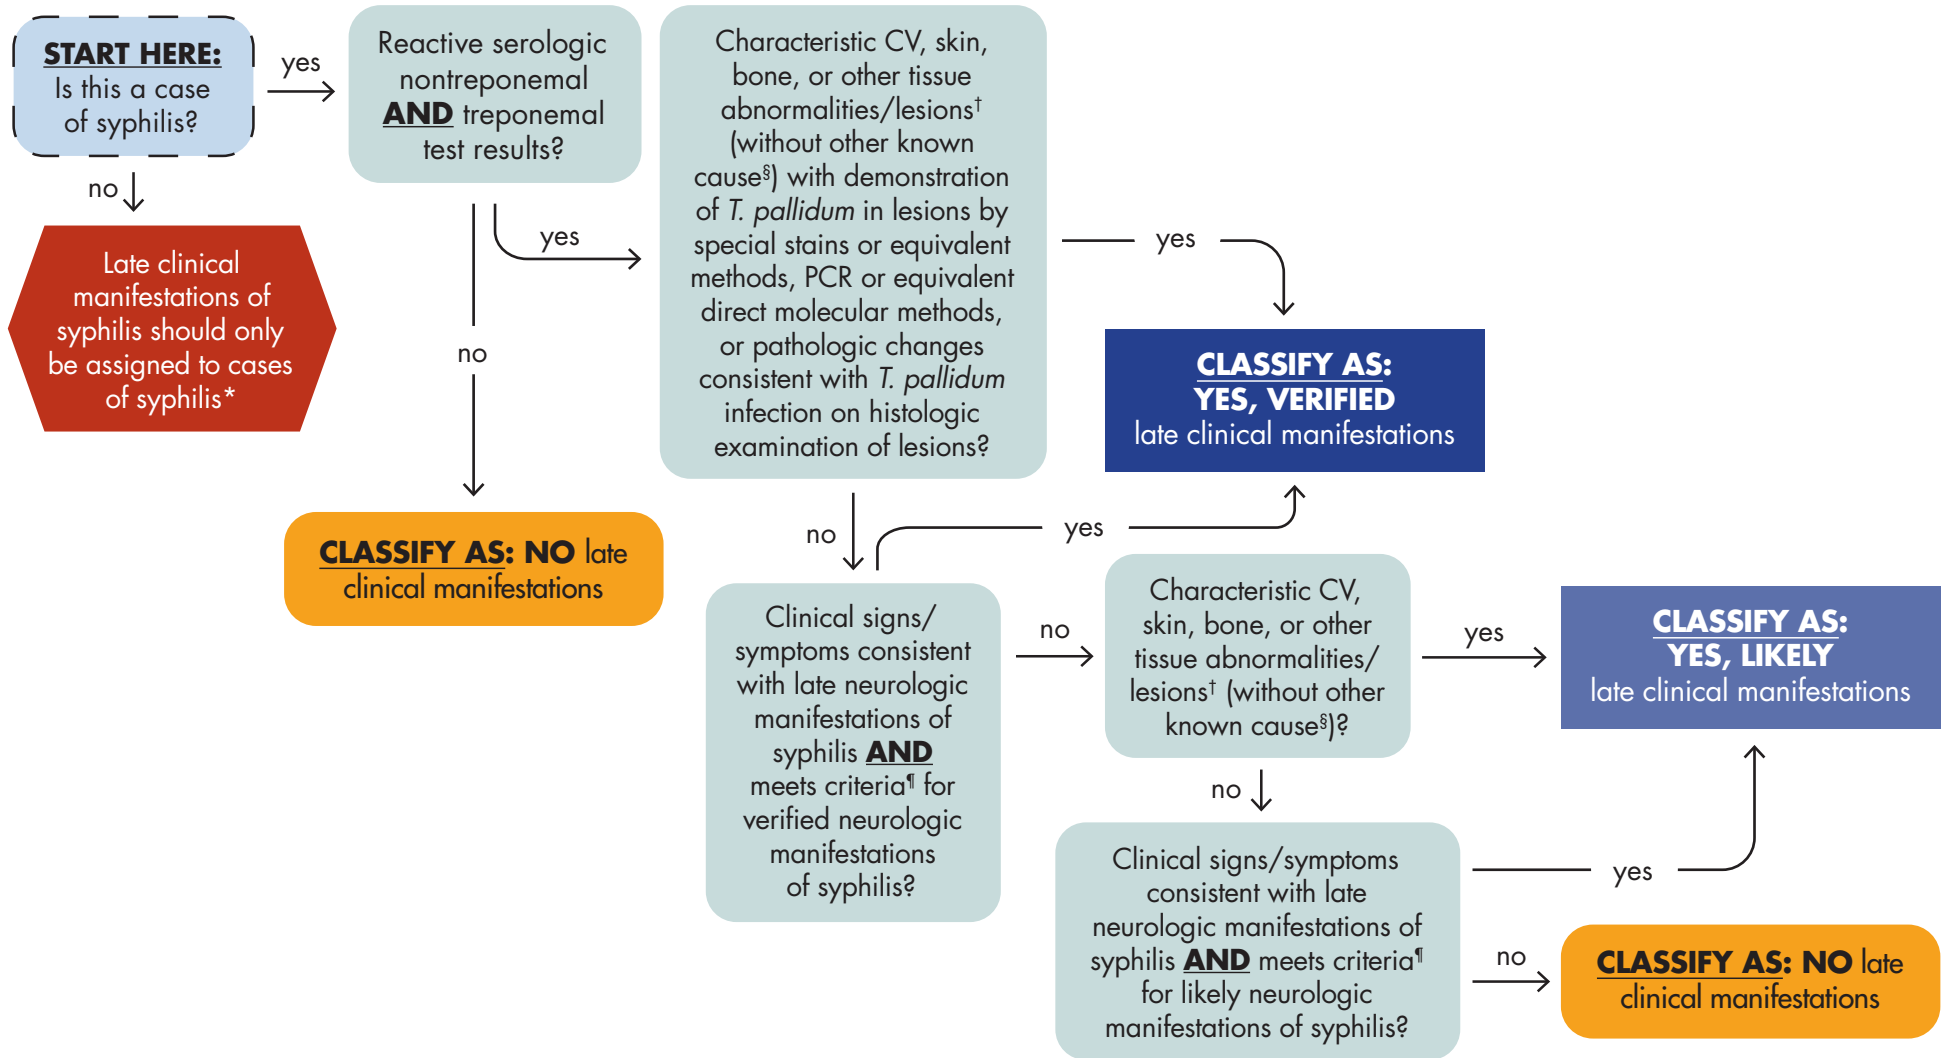 START HERE:
Is this a case
of syphilis?
yes
no
Late clinical
manifestations of
syphilis should only
be assigned to cases
of syphilis*
Reactive serologic
nontreponemal
AND treponemal
test results?
yes
no
CLASSIFY AS: NO late
clinical manifestations
Characteristic CV, skin,
bone, or other tissue
abnormalities/lesions†
(without other known
cause§) with demonstration
of T. pallidum in lesions by
special stains or equivalent
methods, PCR or equivalent
direct molecular methods,
or pathologic changes
consistent with T. pallidum
infection on histologic
examination of lesions?
yes
no
CLASSIFY AS:
YES, VERIFIED
late clinical manifestations
Clinical signs/
symptoms consistent
with late neurologic
manifestations of
syphilis AND
meets criteria¶ for
verified neurologic
manifestations
of syphilis?
yes
no
Characteristic CV,
skin, bone, or other
tissue abnormalities/
lesions† (without other
known cause§)?
yes
no
CLASSIFY AS:
YES, LIKELY
late clinical manifestations
Clinical signs/symptoms
consistent with late
neurologic manifestations of
syphilis AND meets criteria¶
for likely neurologic
manifestations of syphilis?
yes
no
CLASSIFY AS: NO late
clinical manifestations